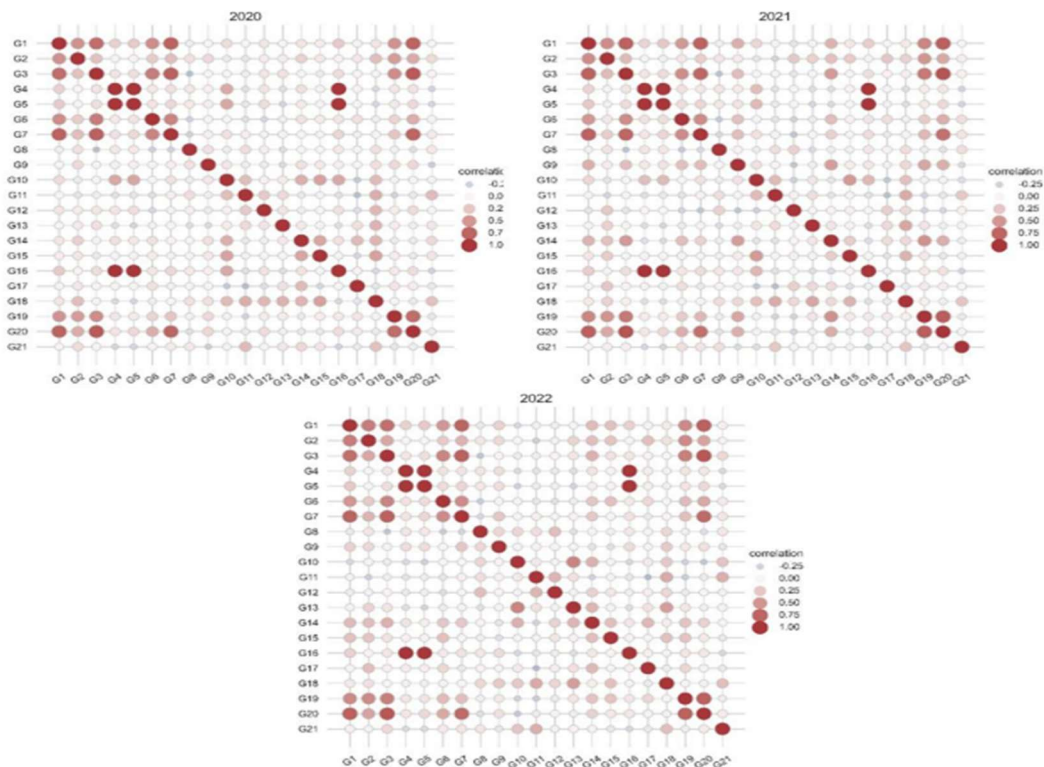 2020
G1
G2
G3
G4
G5
G6
G7
G8
G9
G10
G11
G12
G13
G14
G15
G16
G17
G18
G19
G20
G21
G1 G2 G3 G4 G5 G6 G7 G8 G9 G10 G11 G12 G13 G14 G15 G16 G17 G18 G19 G20 G21
correlatic
-0.2
0.0
0.2
0.5
0.7
1.0
2021
G1
G2
G3
G4
G5
G6
G7
G8
G9
G10
G11
G12
G13
G14
G15
G16
G17
G18
G19
G20
G21
G1 G2 G3 G4 G5 G6 G7 G8 G9 G10 G11 G12 G13 G14 G15 G16 G17 G18 G19 G20 G21
correlation
-0.25
0.00
0.25
0.50
0.75
1.00
2022
G1
G2
G3
G4
G5
G6
G7
G8
G9
G10
G11
G12
G13
G14
G15
G16
G17
G18
G19
G20
G21
G1 G2 G3 G4 G5 G6 G7 G8 G9 G10 G11 G12 G13 G14 G15 G16 G17 G18 G19 G20 G21
correlation
-0.25
0.00
0.25
0.50
0.75
1.00